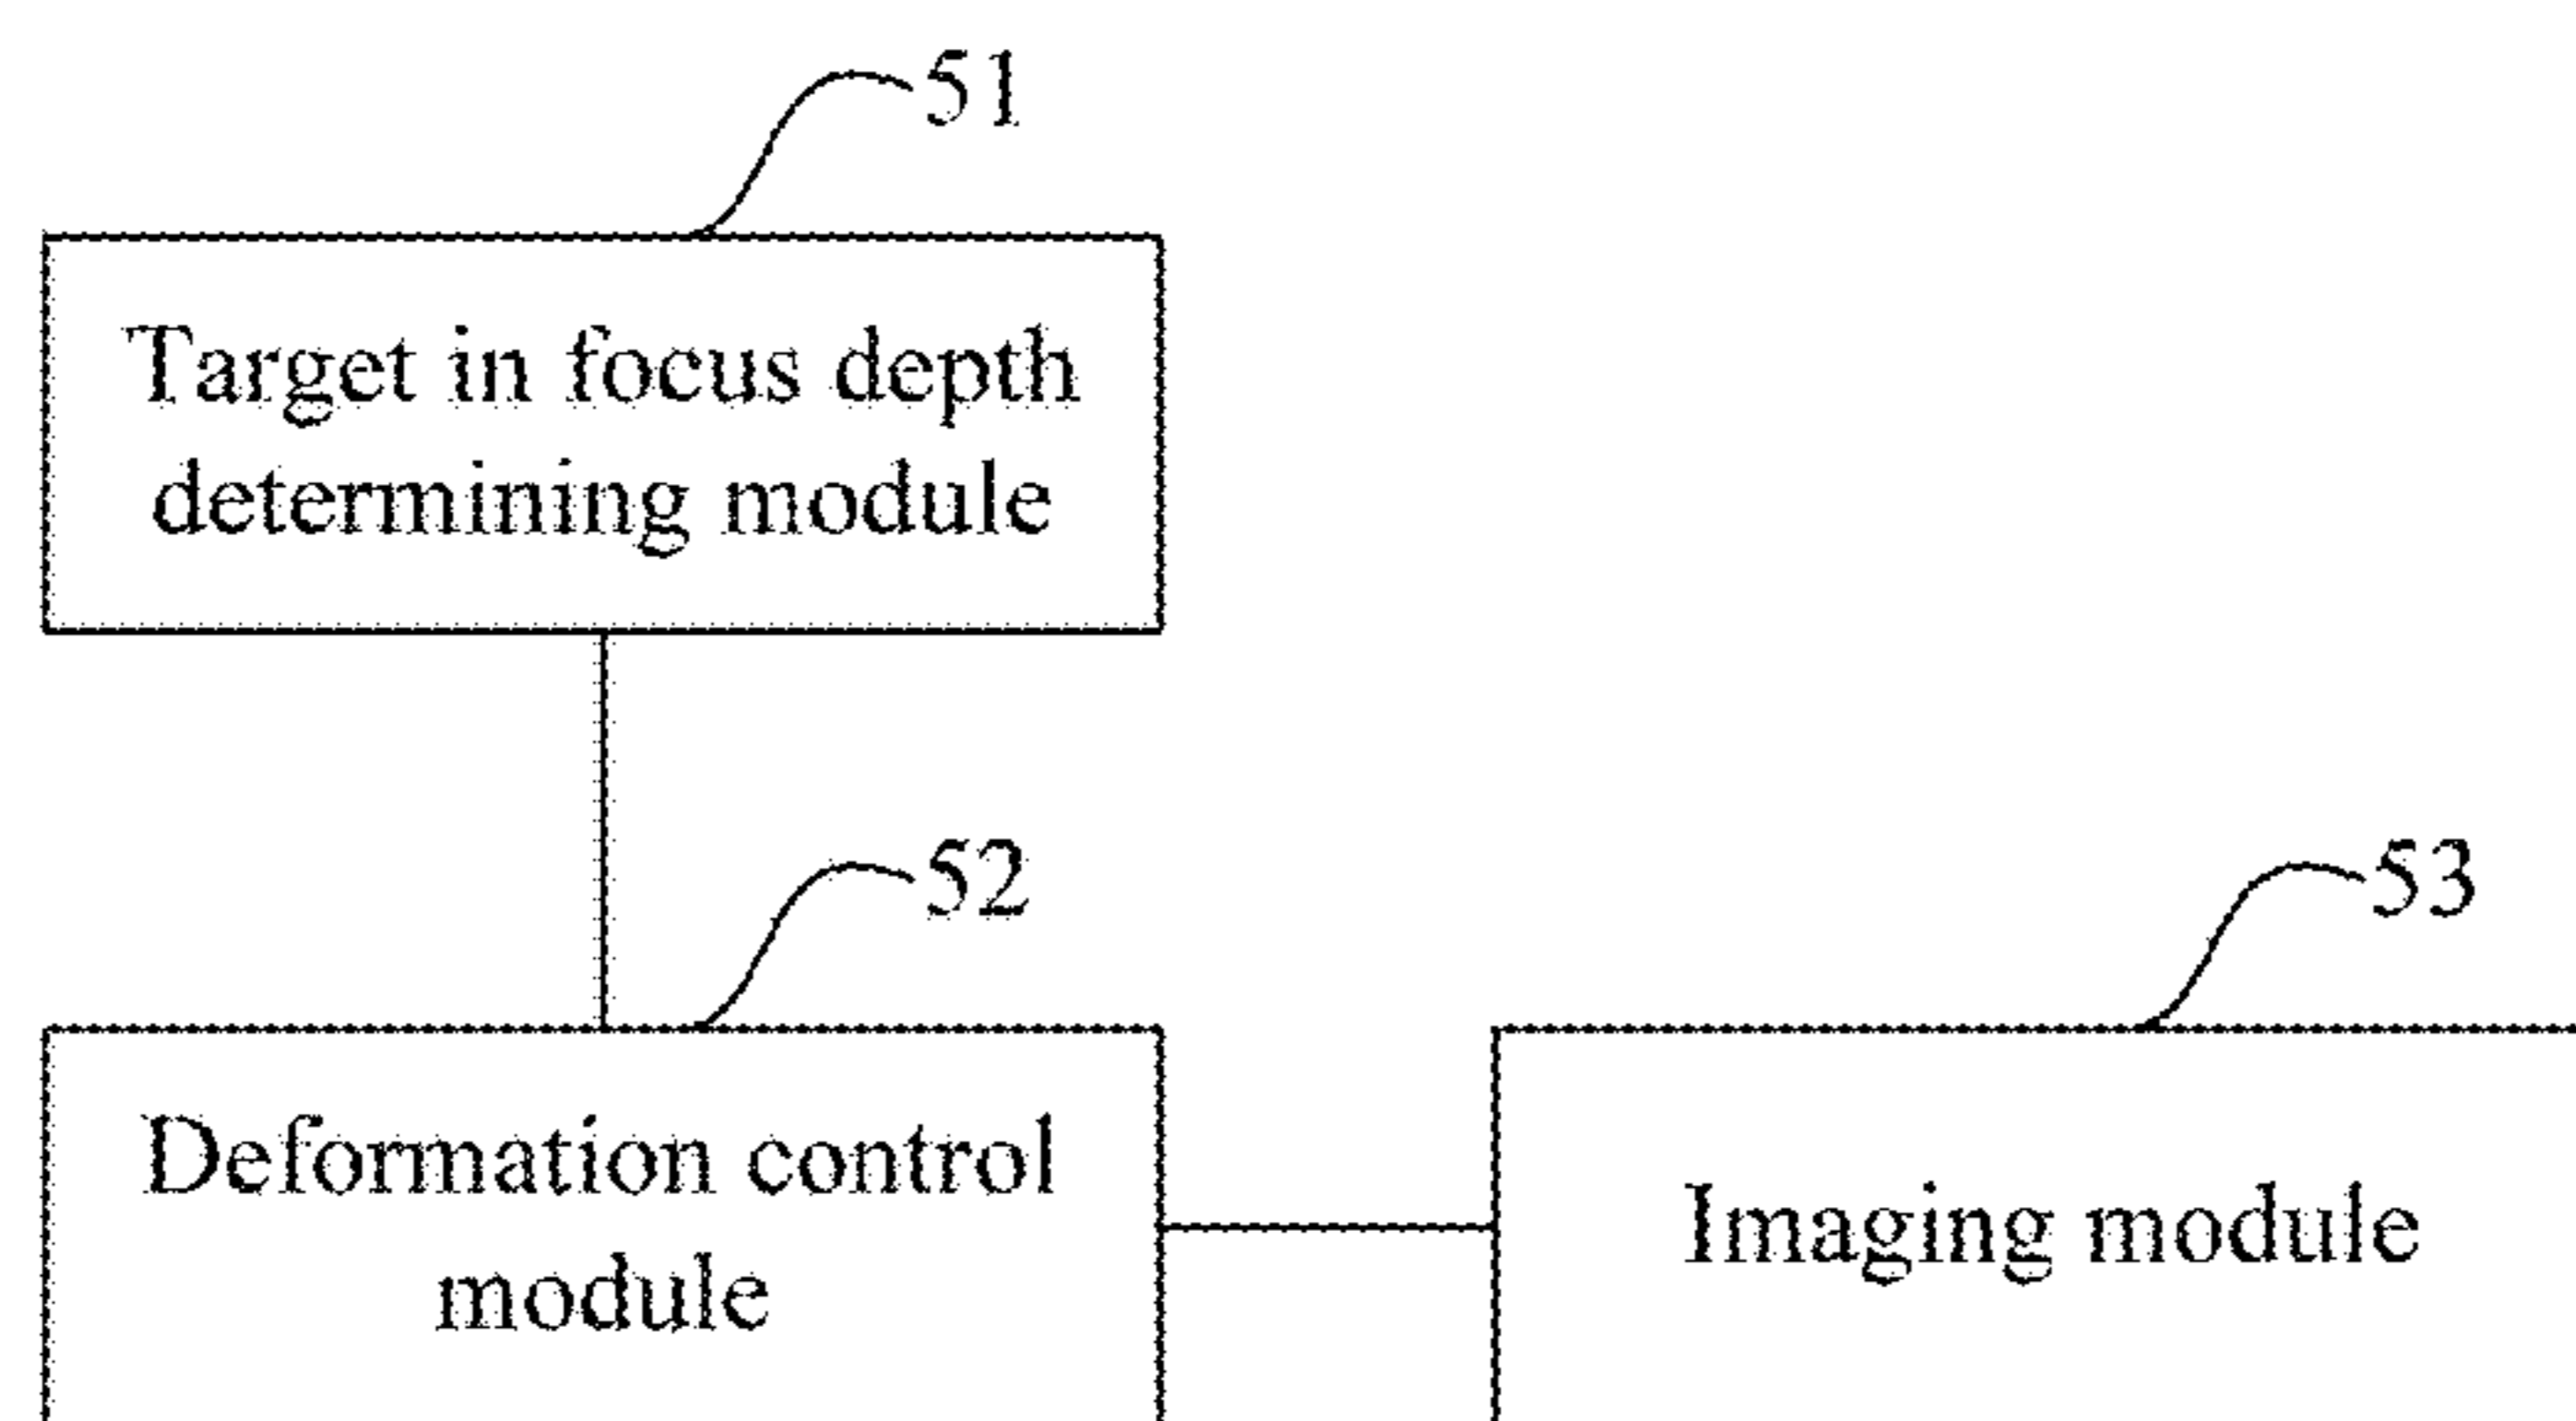 51
Target in focus depth
determining module
52
53
Deformation control
module
Imaging module